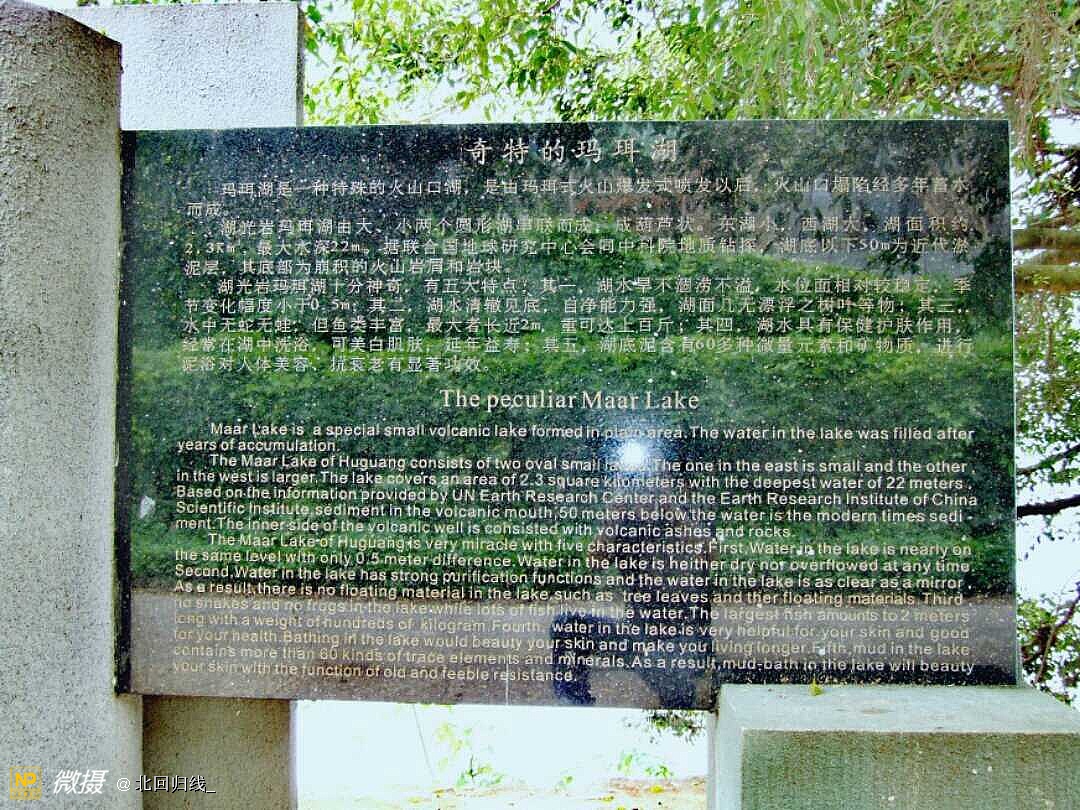 奇特的玛珥湖
玛珥湖是一种特殊的火山口湖，是由玛珥式火山爆发式喷发以后，火山口塌陷经多年蓄水
而成。
湖光岩玛珥湖由大、小两个圆形湖串联而成，成葫芦状。东湖小，西湖大，湖面积约
2.3km²，最大水深22m。据联合国地球研究中心会同中科院地质钻探，湖底以下50m为近代淤
泥层，其底部为崩积的火山岩屑和岩块。
湖光岩玛珥湖十分神奇，有五大特点：其一，湖水旱不涸涝不溢，水位面相对较稳定，季
节变化幅度小于0.5m；其二，湖水清辙见底，自净能力强，湖面几无漂浮之树叶等物；其三，
水中无蛇无蛙；但鱼类丰富，最大者长近2m，重可达上百斤；其四，湖水具有保健护肤作用，
经常在湖中洗浴，可美白肌肤，延年益寿；其五，湖底泥含有60多种微量元素和矿物质，进行
泥浴对人体美容、抗衰老有显著功效。
The peculiar Maar Lake
Maar Lake is a special small volcanic lake formed in plain area.The water in the lake was filled after
years of accumulation.
The Maar Lake of Huguang consists of two oval small lakes.The one in the east is small and the other
in the west is larger.The lake covers an area of 2.3 square kilometers with the deepest water of 22 meters.
Based on the information provided by UN Earth Research Center and the Earth Research Institute of China
Scientific Institute,sediment in the volcanic mouth,50 meters below the water is the modern times sedi-
ment.The inner side of the volcanic well is consisted with volcanic ashes and rocks.
The Maar Lake of Huguang is very miracle with five characteristics.First,Water in the lake is nearly on
the same level with only 0.5 meter difference.Water in the lake is heither dry nor overflowed at any time.
Second,Water in the lake has strong purification functions and the water in the lake is as clear as a mirror.
As a result,there is no floating material in the lake,such as tree leaves and ther floating materials.Third,
no snakes and no frogs in the lake while lots of fish live in the water.The largest fish amounts to 2 meters
long with a weight of hundreds of kilogram.Fourth, water in the lake is very helpful for your skin and good
for your health.Bathing in the lake would beauty your skin and make you living longer.Fifth,mud in the lake
contains more than 60 kinds of trace elements and minerals.As a result,mud-bath in the lake will beauty
your skin with the function of old and feeble resistance.
NP 微摄 @北回归线_